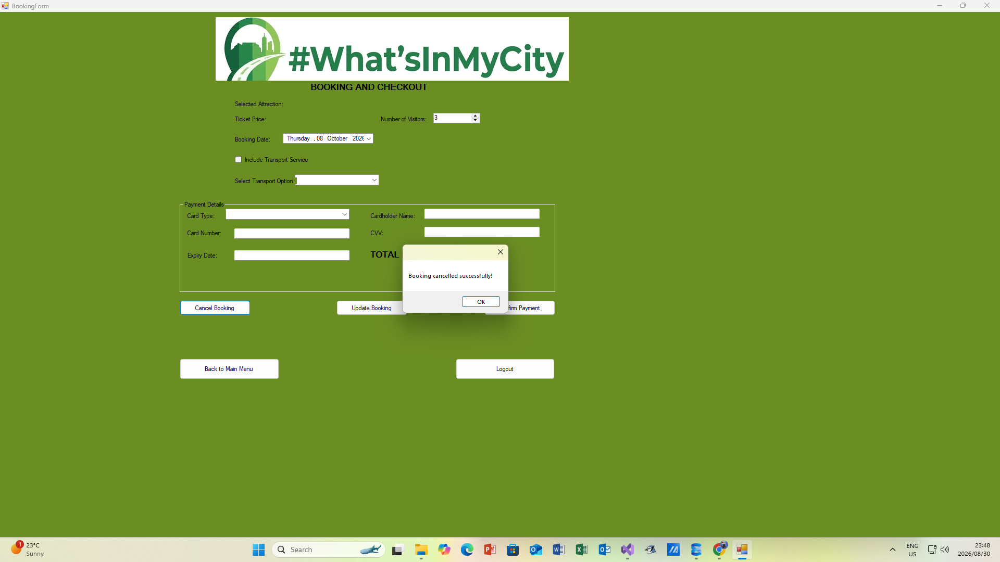 BookingForm
#What'sInMyCity
BOOKING AND CHECKOUT
Selected Attraction:
Ticket Price:
Number of Visitors: 3
Booking Date: Thursday , 08 October 2026
Include Transport Service
Select Transport Option:
Payment Details
Card Type:
Cardholder Name:
Card Number:
CVV:
Expiry Date:
TOTAL
Booking cancelled successfully!
OK
Cancel Booking
Update Booking
firm Payment
Back to Main Menu
Logout
1
23°C
Sunny
Search
ENG
US
23:48
2026/08/30